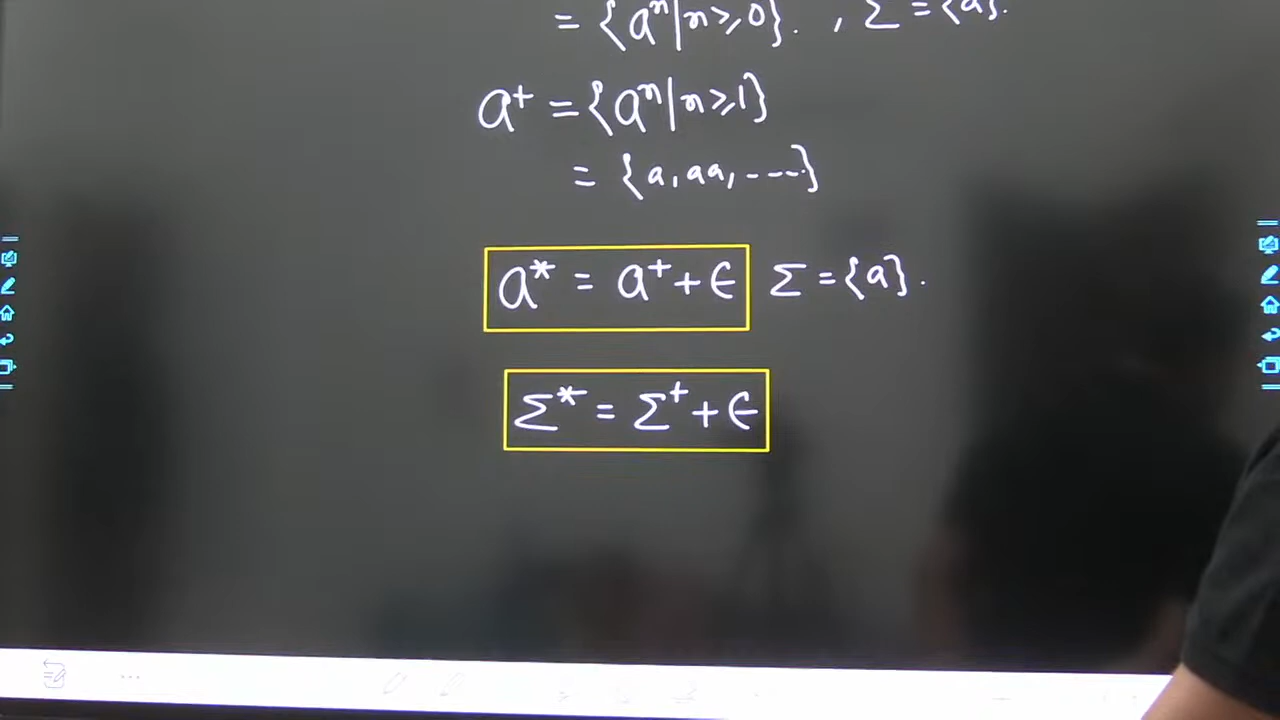 = {aⁿ|n≥0}. , Σ = {a}.
a⁺ = {aⁿ|n≥1}
= {a, aa, ----}
a* = a⁺ + ϵ Σ = {a}.
Σ* = Σ⁺ + ϵ